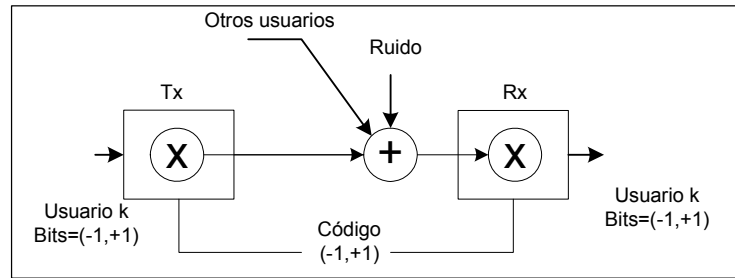 Otros usuarios
Ruido
Tx
Rx
X
+
X
Usuario k
Bits=(-1,+1)
Código
(-1,+1)
Usuario k
Bits=(-1,+1)